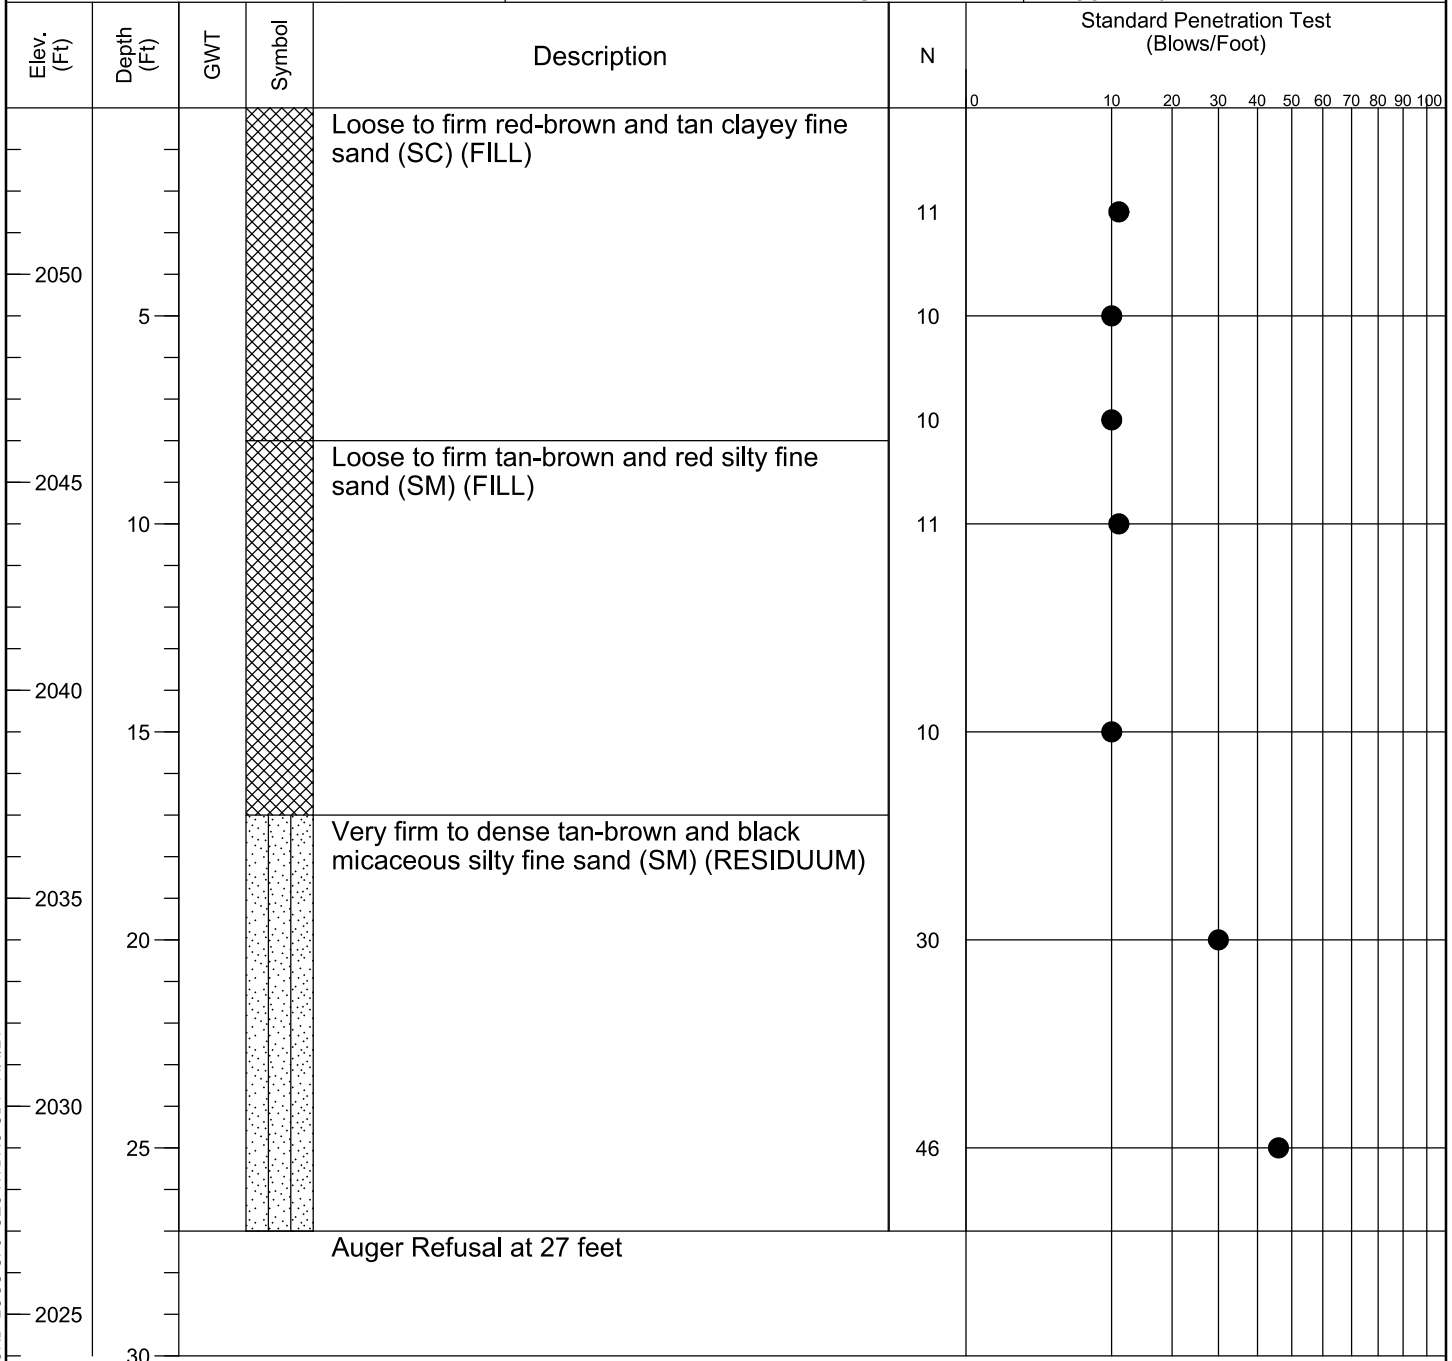 Elev.
(Ft)
Depth
(Ft)
GWT
Symbol
Description
N
Standard Penetration Test
(Blows/Foot)
0 10 20 30 40 50 60 70 80 90 100
Loose to firm red-brown and tan clayey fine
sand (SC) (FILL)
11
2050
5 10
10
Loose to firm tan-brown and red silty fine
sand (SM) (FILL)
2045
10 11
2040
15 10
Very firm to dense tan-brown and black
micaceous silty fine sand (SM) (RESIDUUM)
2035
20 30
2030
25 46
Auger Refusal at 27 feet
2025
30